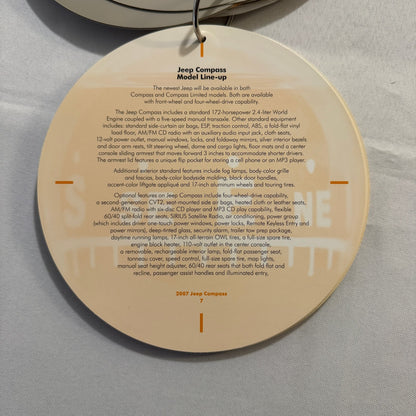 Jeep Compass
Model Line-up
The newest Jeep will be available in both
Compass and Compass Limited models. Both are available
with front-wheel and four-wheel-drive capability.
The Jeep Compass includes a standard 172-horsepower 2.4-liter World
Engine coupled with a five-speed manual transaxle. Other standard equipment
includes: standard side-curtain air bags, ESP, traction control, ABS, a fold-flat vinyl
load floor, AM/FM CD radio with an auxiliary audio input jack, cloth seats,
12-volt power outlet, manual windows, locks, and foldaway mirrors, silver interior bezels
and door arm rests, tilt steering wheel, dome and cargo lights, floor mats and a center
console sliding armrest that moves forward 3 inches to accommodate shorter drivers.
The armrest lid features a unique flip pocket for storing a cell phone or an MP3 player.
Additional exterior standard features include fog lamps, body-color grille
and fascias, body-color bodyside molding, black door handles,
accent-color liftgate appliqué and 17-inch aluminum wheels and touring tires.
Optional features on Jeep Compass include four-wheel-drive capability,
a second-generation CVT2, seat-mounted side air bags, heated cloth or leather seats,
AM/FM radio with six-disc CD player and MP3 CD play capability, flexible
60/40 split-fold rear seats, SIRIUS Satellite Radio, air conditioning, power group
(which includes driver one-touch power windows, power locks, Remote Keyless Entry and
power mirrors), deep-tinted glass, security alarm, trailer tow prep package,
daytime running lamps, 17-inch all-terrain OWL tires, a full-size spare tire,
engine block heater, 110-volt outlet in the center console,
a removable, rechargeable interior lamp, fold-flat passenger seat,
tonneau cover, speed control, full-size spare tire, map lights,
manual seat height adjuster, 60/40 rear seats that both fold flat and
recline, passenger assist handles and illuminated entry,
2007 Jeep Compass
7